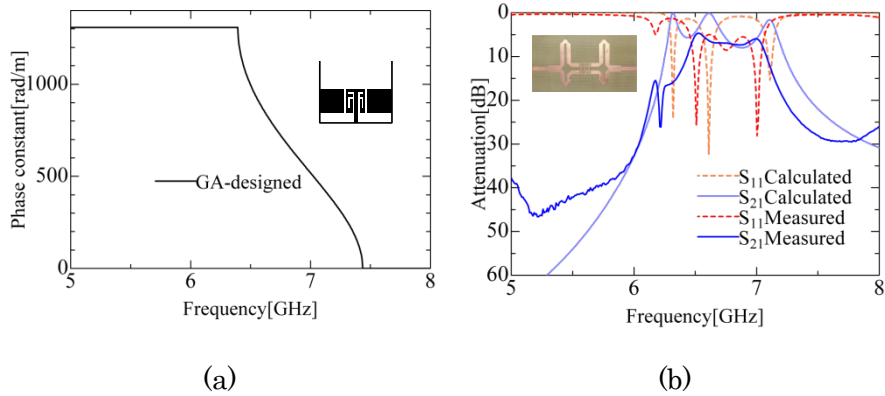 Phase constant[rad/m]
1000
500
0
GA-designed
5
6
7
8
Frequency[GHz]
(a)
Attenuation[dB]
0
10
20
30
40
50
60
S11Calculated
S21Calculated
S11Measured
S21Measured
5
6
7
8
Frequency[GHz]
(b)